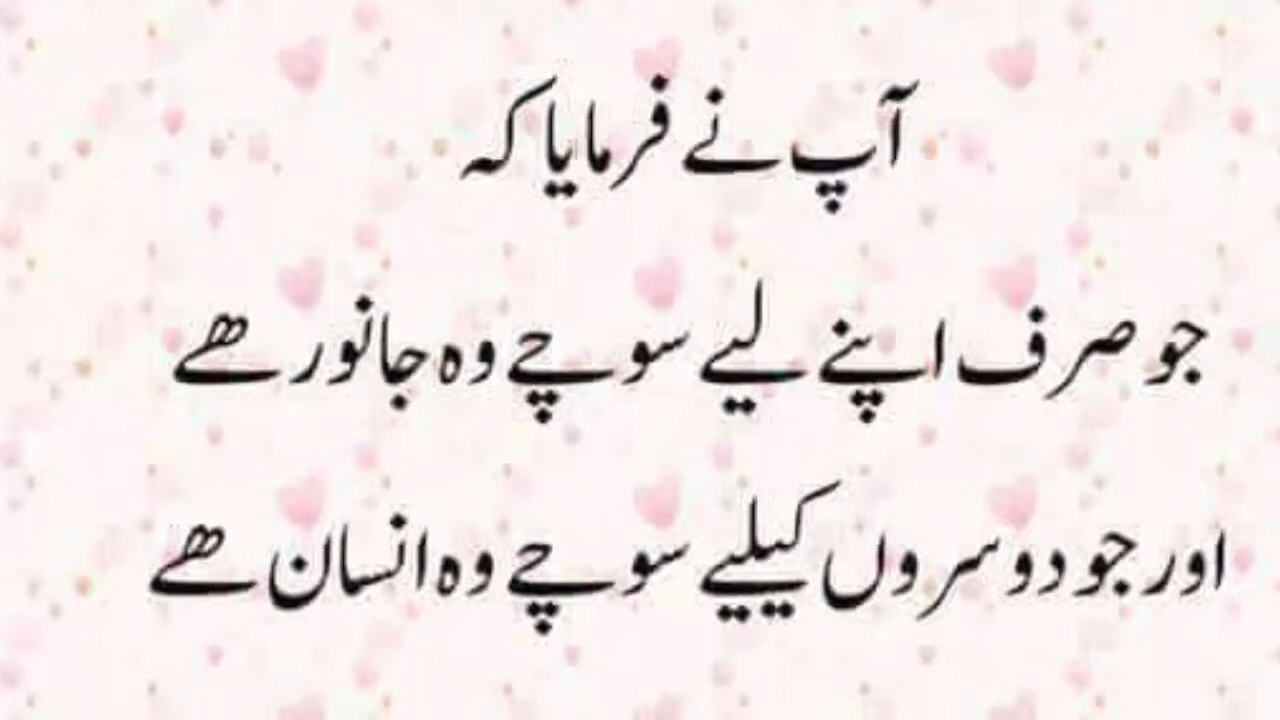 آپ نے فرمایا کہ
جو صرف اپنے لیے سوچے وہ جانور ھے
اور جو دوسروں کیلیے سوچے وہ انسان ھے